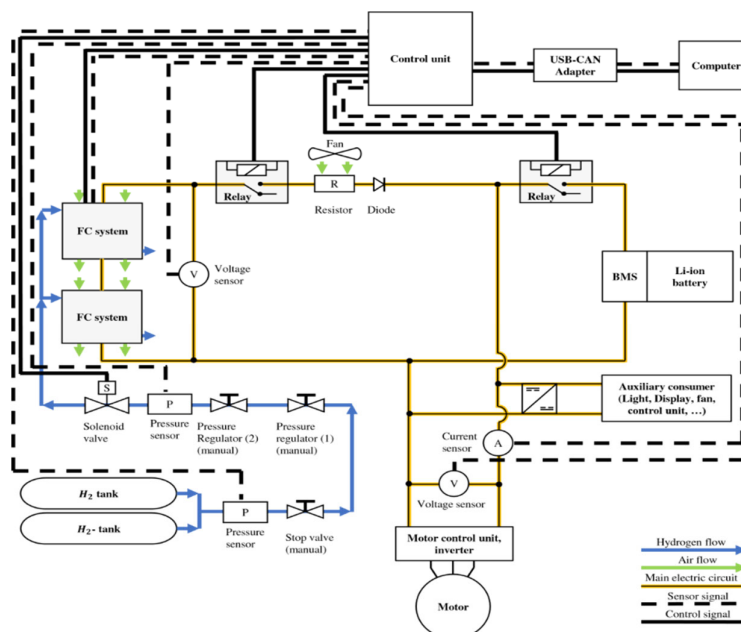 Control unit
USB-CAN
Adapter
Computer
Fan
Relay
R
Resistor
Diode
Relay
FC system
V
Voltage
sensor
BMS
Li-ion
battery
FC system
S
Solenoid
valve
P
Pressure
sensor
Pressure
Regulator (2)
(manual)
Pressure
regulator (1)
(manual)
Auxiliary consumer
(Light, Display, fan,
control unit, …)
Current
sensor
A
H₂ tank
H₂- tank
P
Pressure
sensor
Stop valve
(manual)
V
Voltage sensor
Motor control unit,
inverter
Motor
Hydrogen flow
Air flow
Main electric circuit
Sensor signal
Control signal